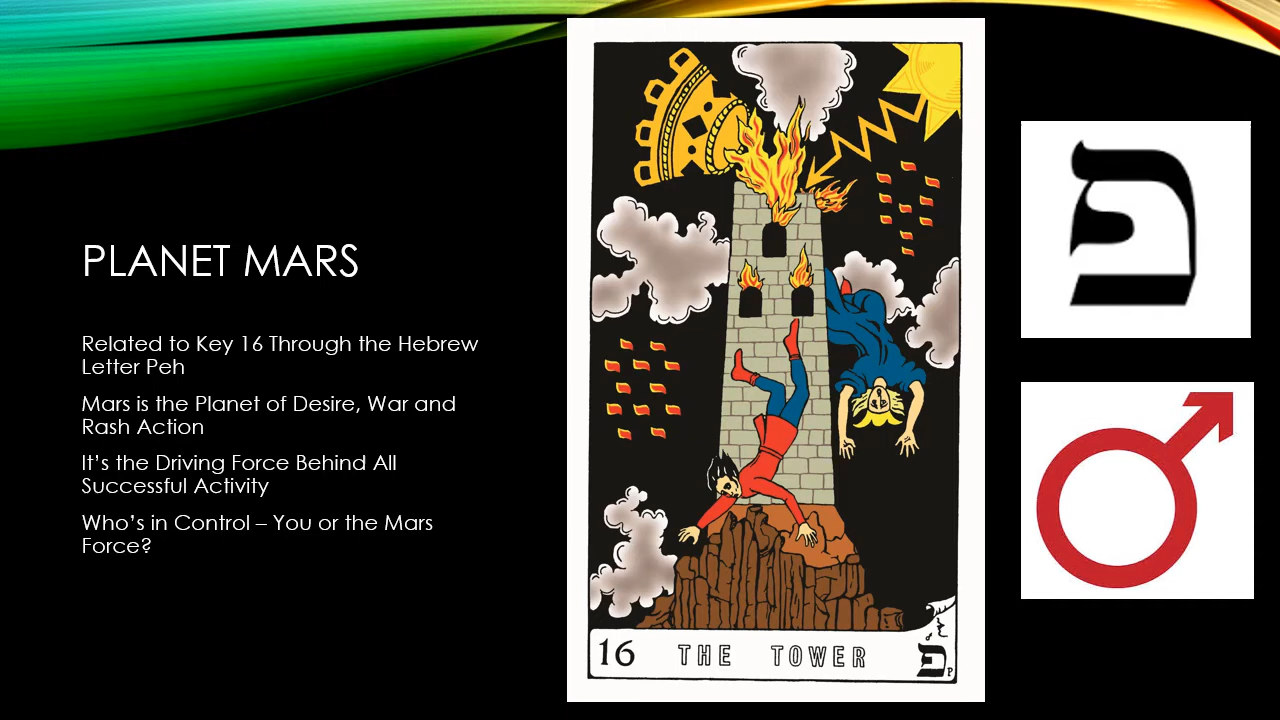 PLANET MARS
Related to Key 16 Through the Hebrew
Letter Peh
Mars is the Planet of Desire, War and
Rash Action
It's the Driving Force Behind All
Successful Activity
Who's in Control – You or the Mars
Force?
16 THE TOWER פ P
פ
♂